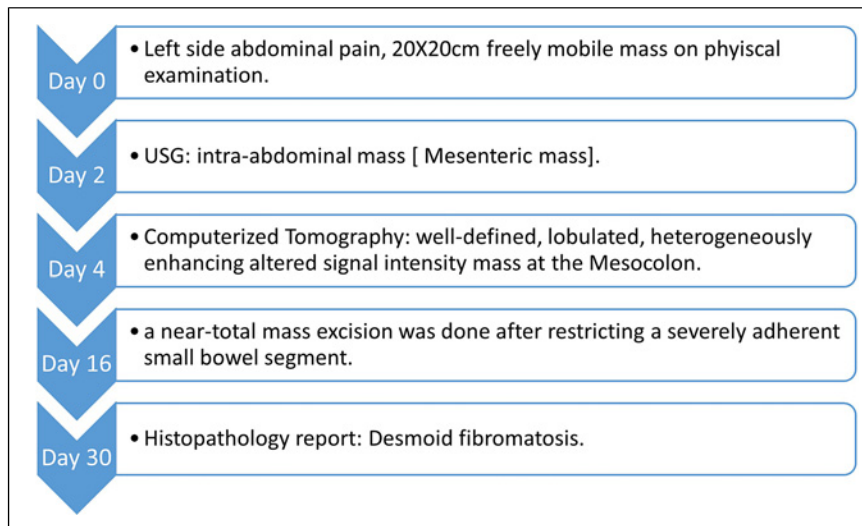 Day 0
• Left side abdominal pain, 20X20cm freely mobile mass on phyiscal
examination.
Day 2
• USG: intra-abdominal mass [ Mesenteric mass].
Day 4
• Computerized Tomography: well-defined, lobulated, heterogeneously
enhancing altered signal intensity mass at the Mesocolon.
Day 16
• a near-total mass excision was done after restricting a severely adherent
small bowel segment.
Day 30
• Histopathology report: Desmoid fibromatosis.